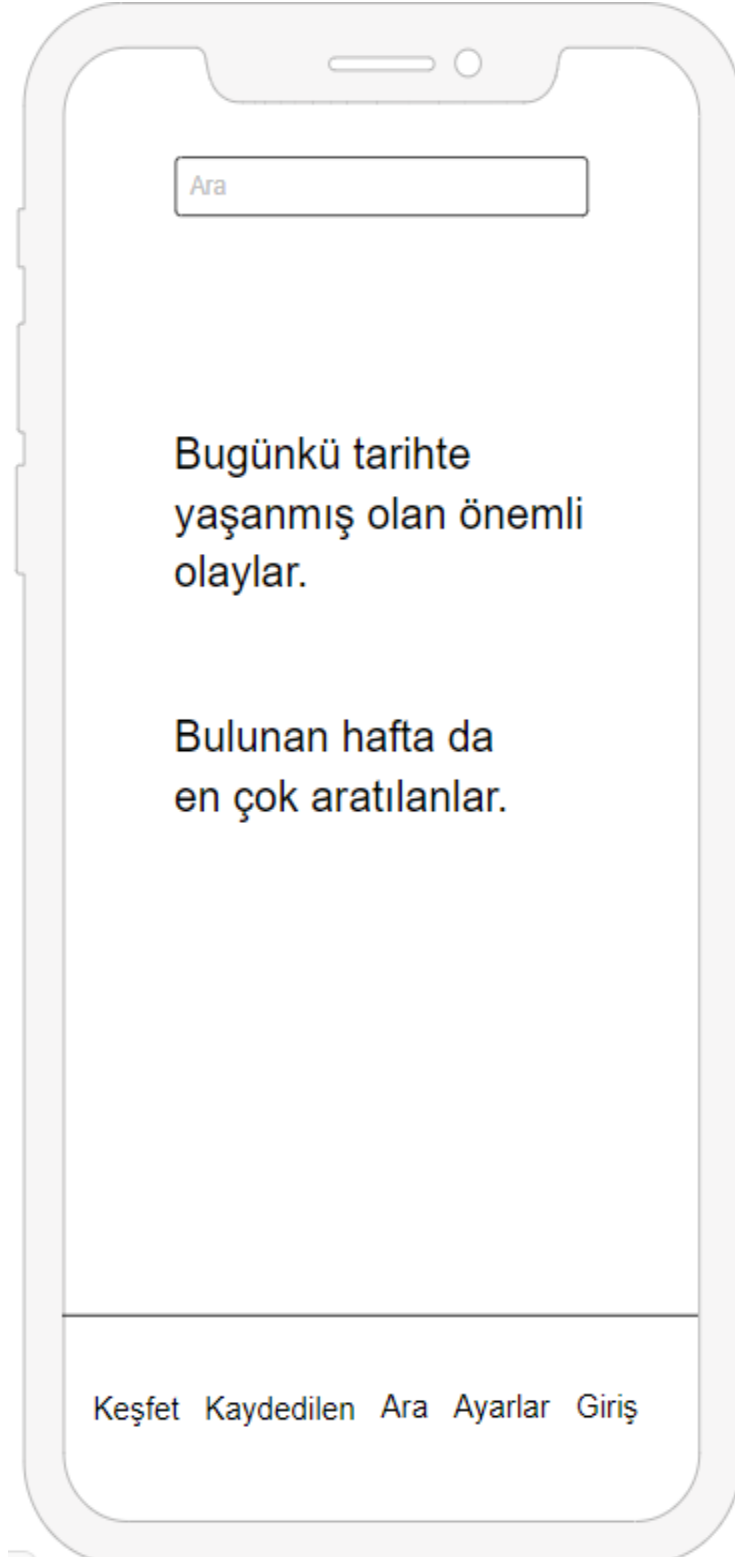 Ara
Bugünkü tarihte
yaşanmış olan önemli
olaylar.
Bulunan hafta da
en çok aratılanlar.
Keşfet Kaydedilen Ara Ayarlar Giriş